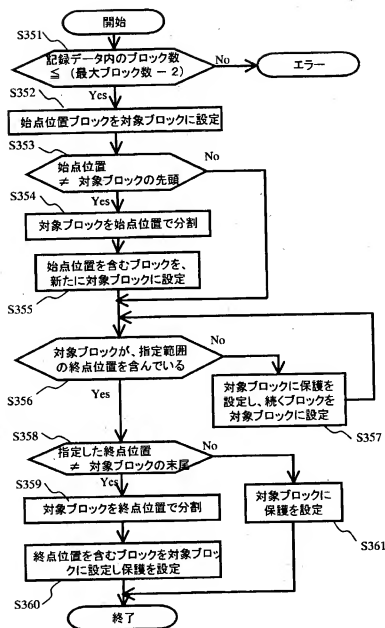 開始
S351
記録データ内のブロック数
≦ (最大ブロック数 - 2)
No
エラー
Yes
S352
始点位置ブロックを対象ブロックに設定
S353
始点位置
≠ 対象ブロックの先頭
No
Yes
S354
対象ブロックを始点位置で分割
始点位置を含むブロックを、
新たに対象ブロックに設定
S355
対象ブロックが、指定範囲
の終点位置を含んでいる
No
S356
Yes
対象ブロックに保護を
設定し、続くブロックを
対象ブロックに設定
S357
S358
指定した終点位置
≠ 対象ブロックの末尾
No
Yes
S359
対象ブロックを終点位置で分割
対象ブロックに
保護を設定
S361
終点位置を含むブロックを対象ブロッ
クに設定し保護を設定
S360
終了